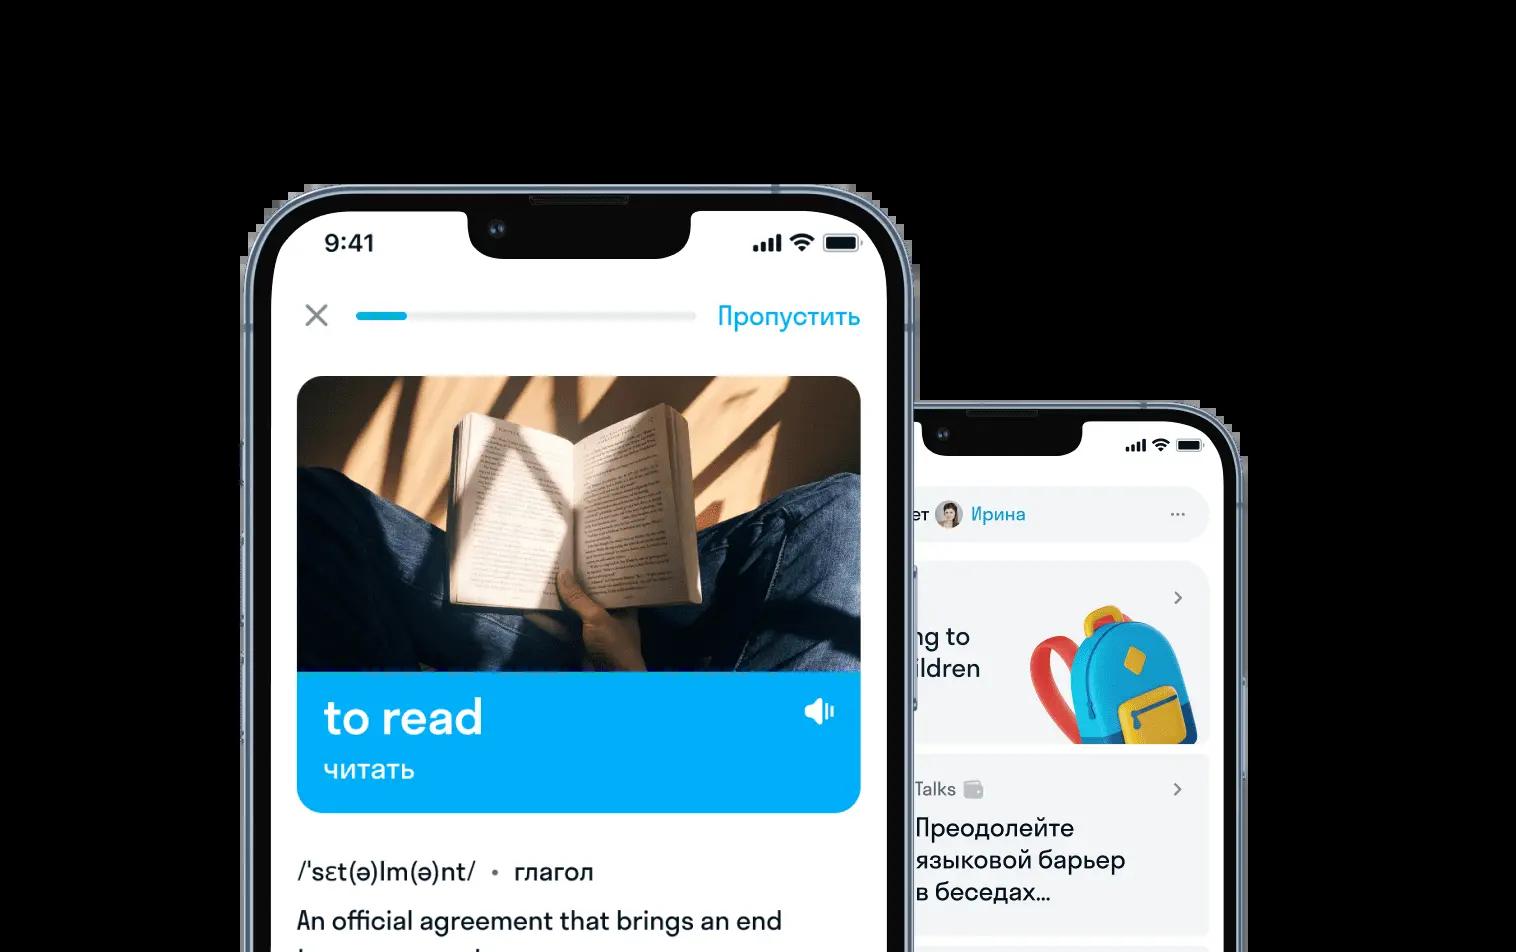 9:41
Пропустить
to read
читать
/'sɛt(ə)lm(ə)nt/ • глагол
An official agreement that brings an end
ет Ирина
ng to
ildren
Talks
Преодолейте
языковой барьер
в беседах...